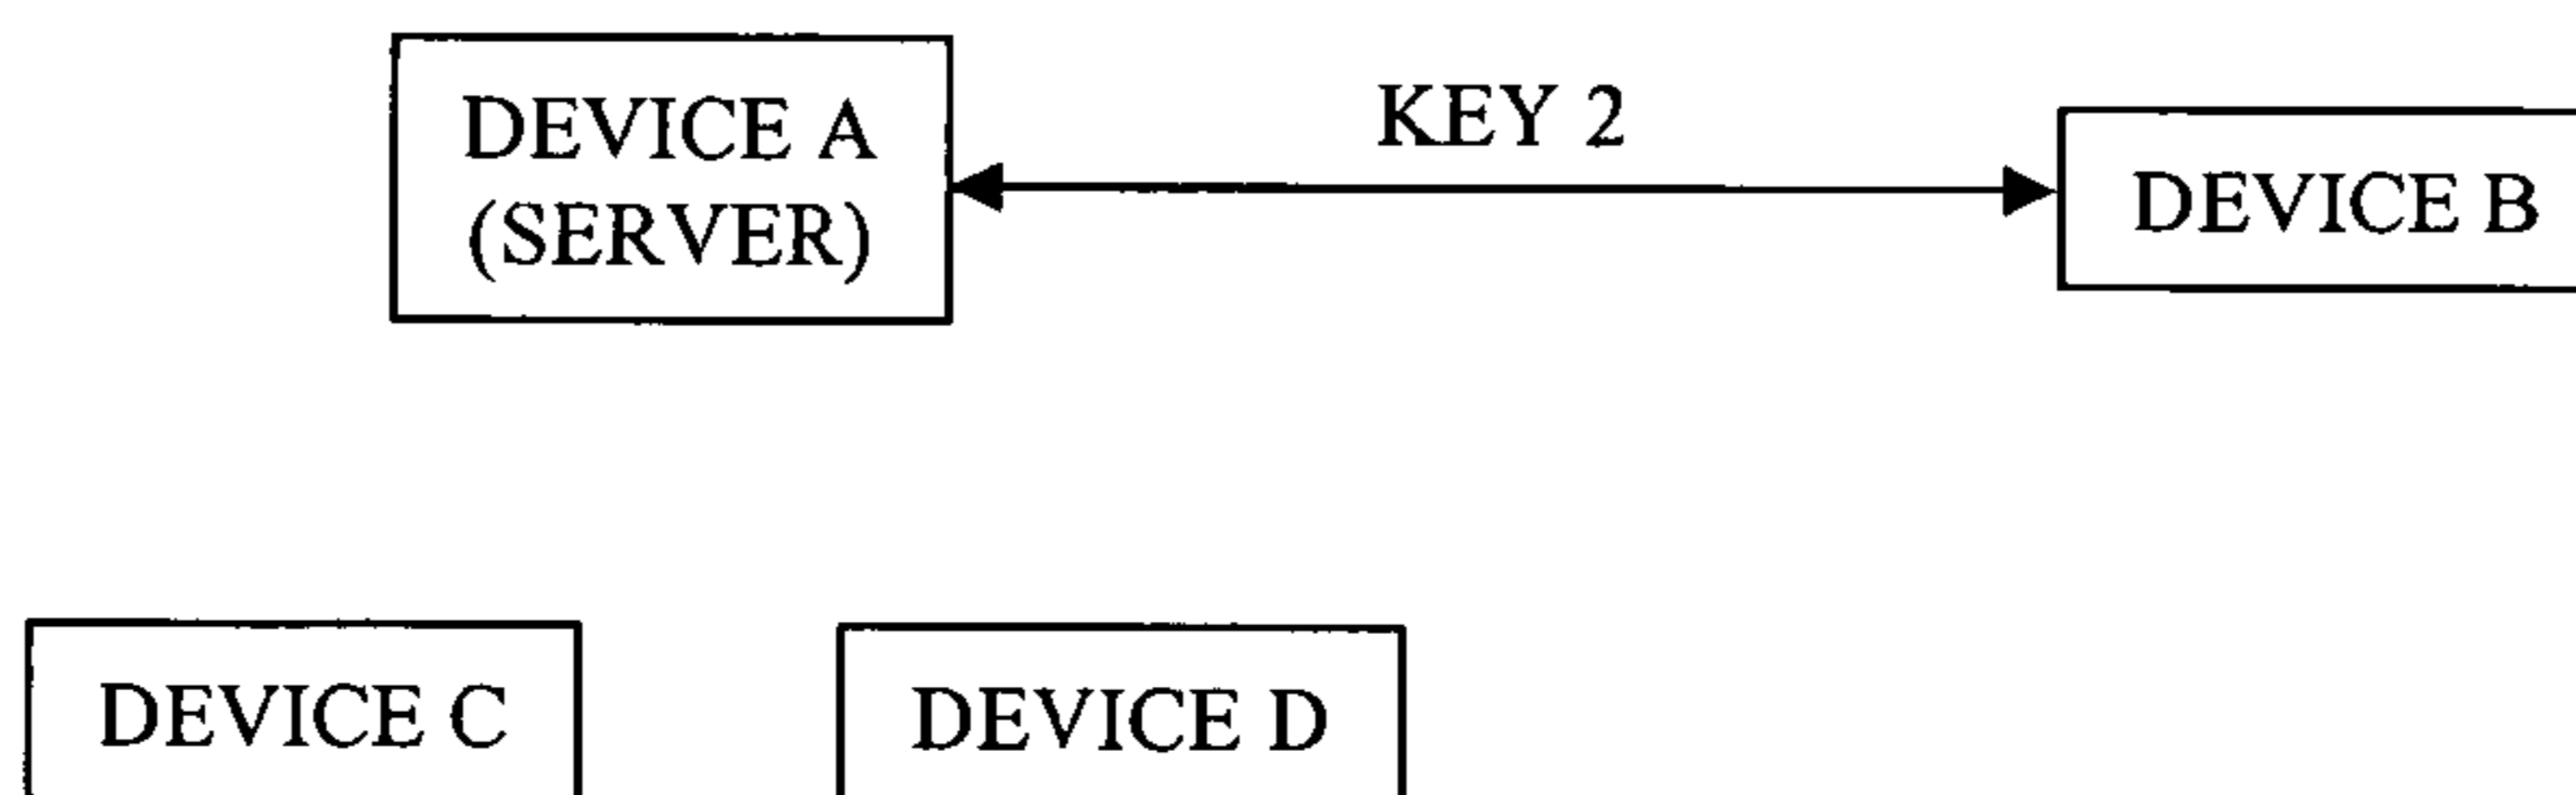 DEVICE A
(SERVER)
KEY 2
DEVICE B
DEVICE C
DEVICE D